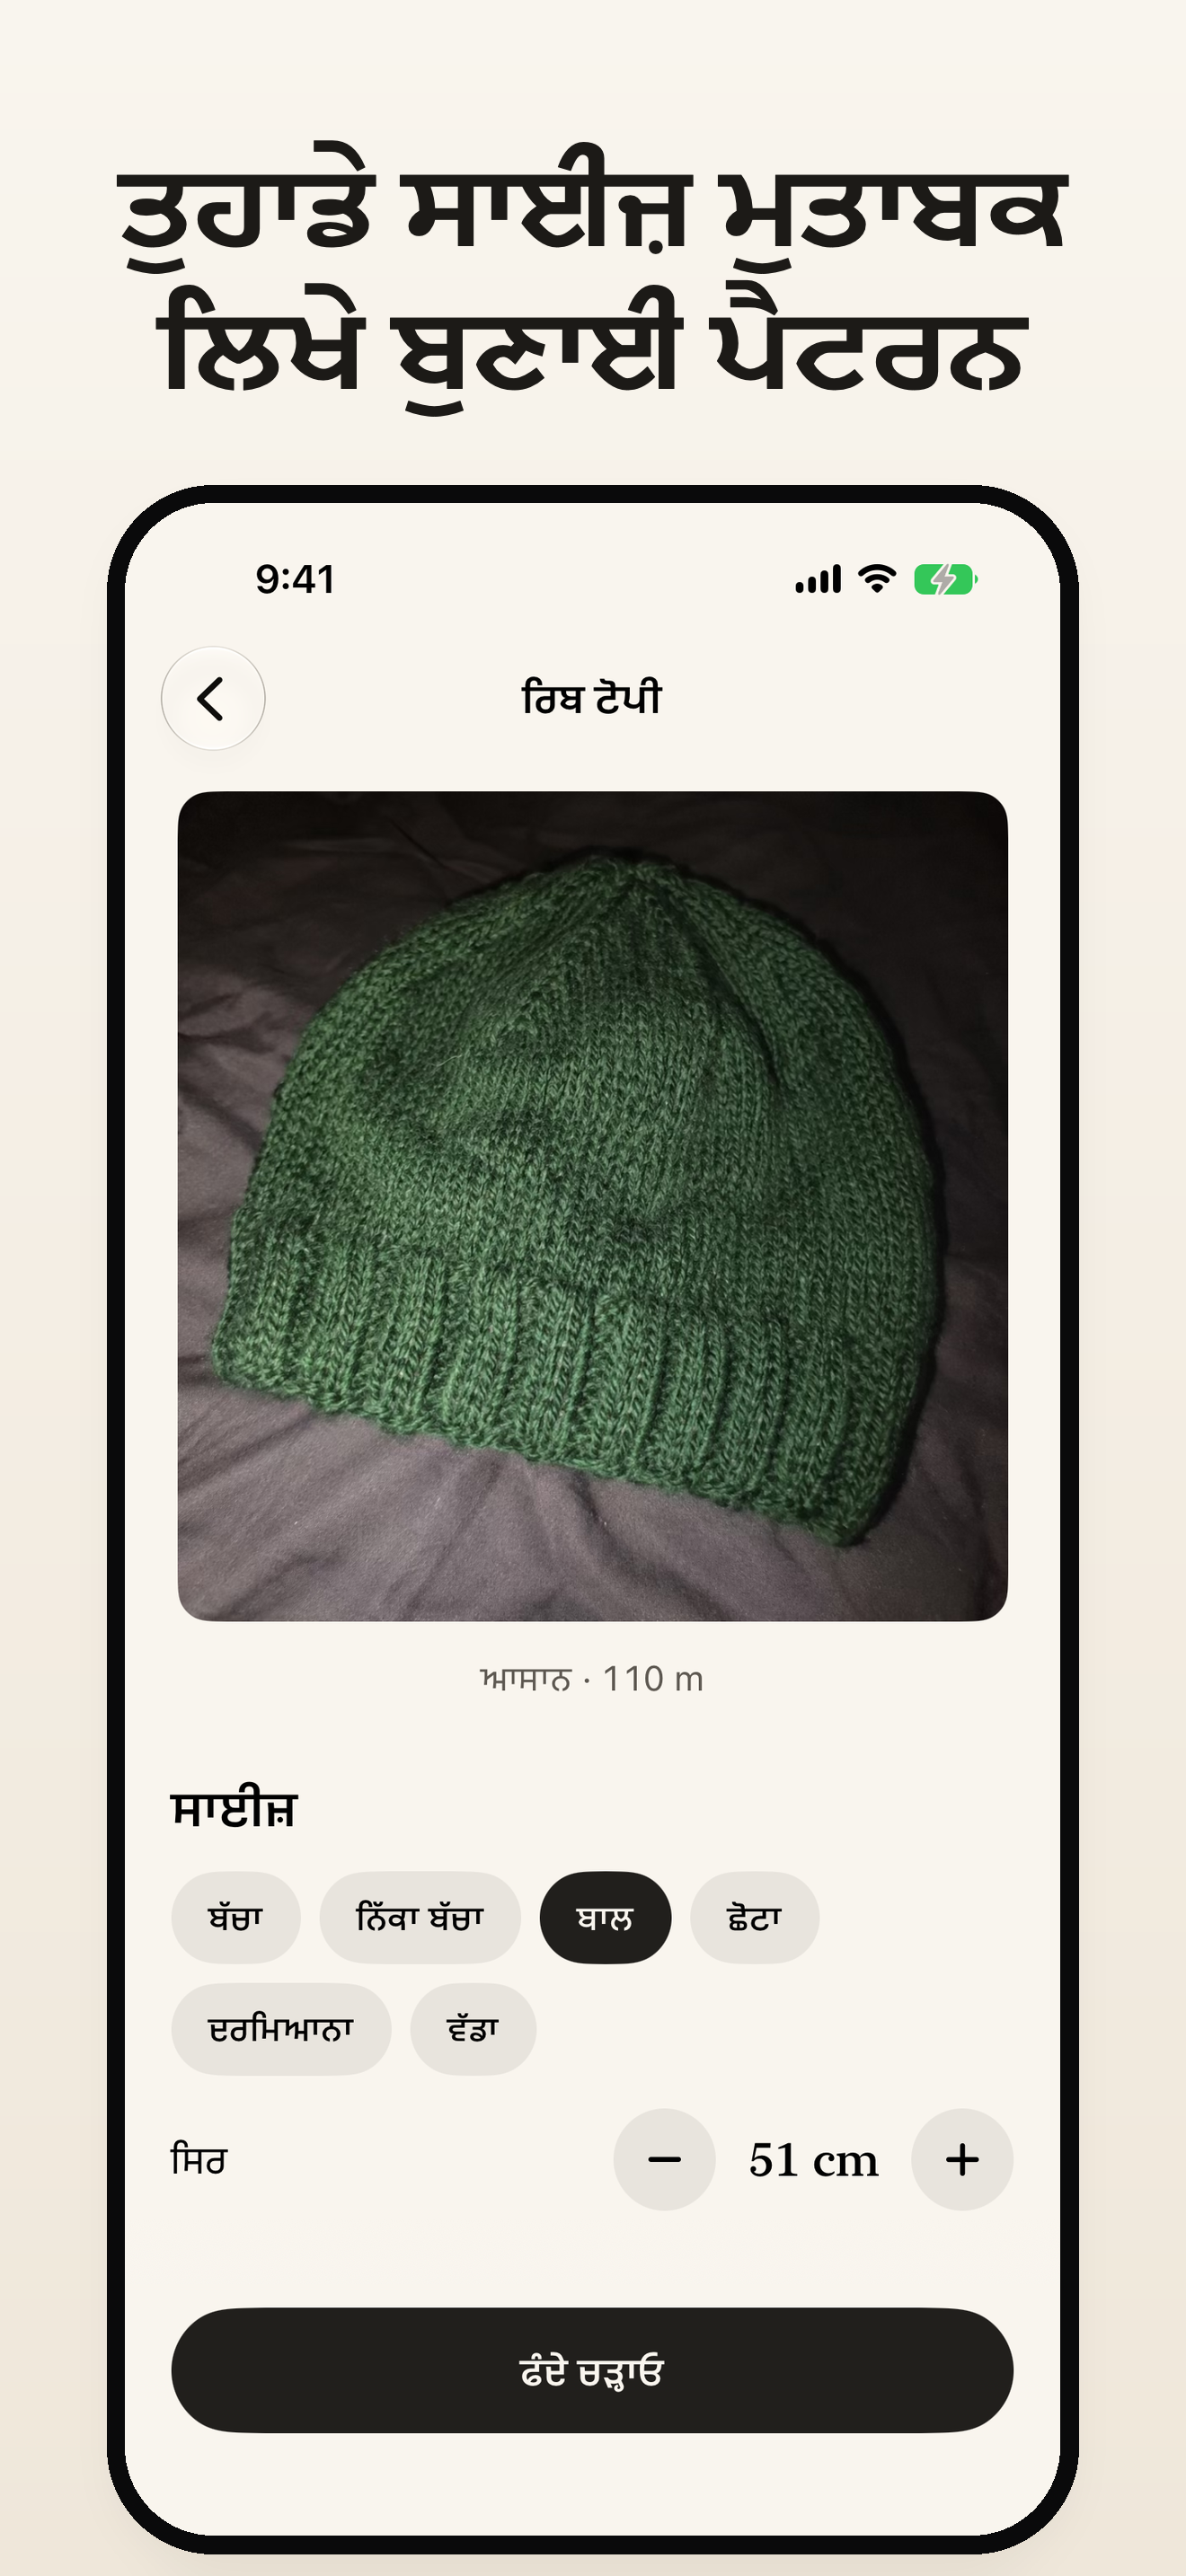 ਤੁਹਾਡੇ ਸਾਈਜ਼ ਮੁਤਾਬਕ
ਲਿਖੇ ਬੁਣਾਈ ਪੈਟਰਨ
9:41
ਰਿਬ ਟੋਪੀ
ਆਸਾਨ · 110 m
ਸਾਈਜ਼
ਬੱਚਾ ਨਿੱਕਾ ਬੱਚਾ ਬਾਲ ਛੋਟਾ
ਦਰਮਿਆਨਾ ਵੱਡਾ
ਸਿਰ − 51 cm +
ਫੰਦੇ ਚੜ੍ਹਾਓ